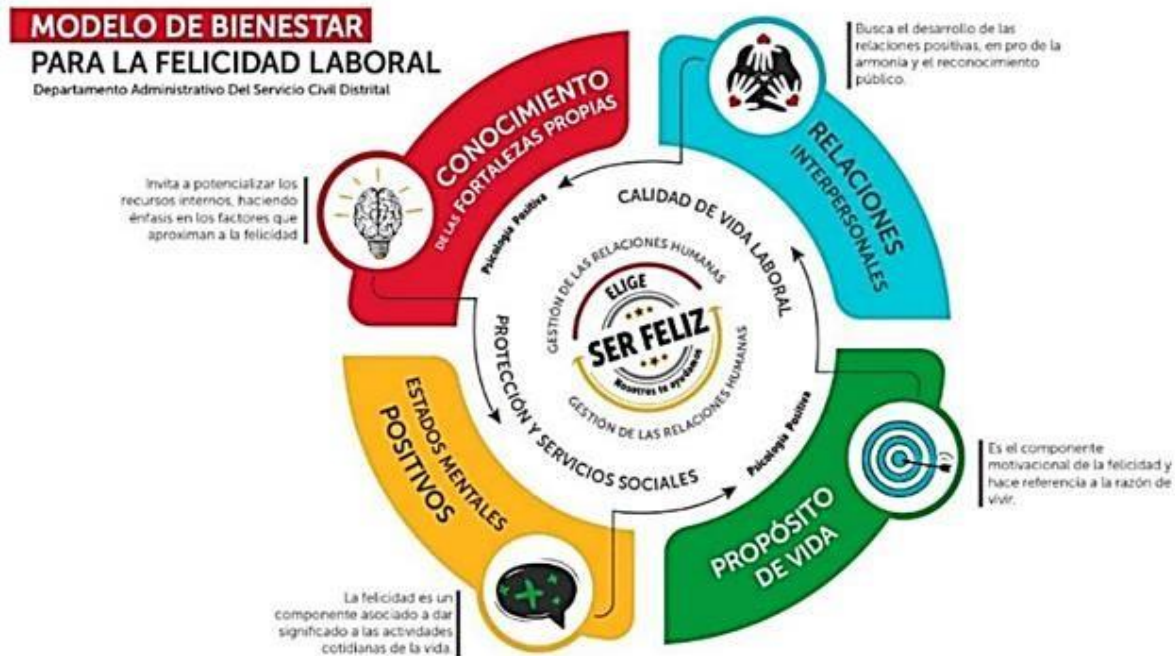 MODELO DE BIENESTAR
PARA LA FELICIDAD LABORAL
Departamento Administrativo Del Servicio Civil Distrital
CONOCIMIENTO
DE LAS FORTALEZAS PROPIAS
Invita a potencializar los
recursos internos, haciendo
énfasis en los factores que
aproximan a la felicidad
Busca el desarrollo de las
relaciones positivas, en pro de la
armonía y el reconocimiento
público.
RELACIONES
INTERPERSONALES
Psicología Positiva
CALIDAD DE VIDA LABORAL
GESTIÓN DE LAS RELACIONES HUMANAS
ELIGE
SER FELIZ
Nosotros te ayudamos
GESTIÓN DE LAS RELACIONES HUMANAS
PROTECCIÓN Y SERVICIOS SOCIALES
Psicología Positiva
ESTADOS MENTALES
POSITIVOS
La felicidad es un
componente asociado a dar
significado a las actividades
cotidianas de la vida.
PROPÓSITO
DE VIDA
Es el componente
motivacional de la felicidad y
hace referencia a la razón de
vivir.